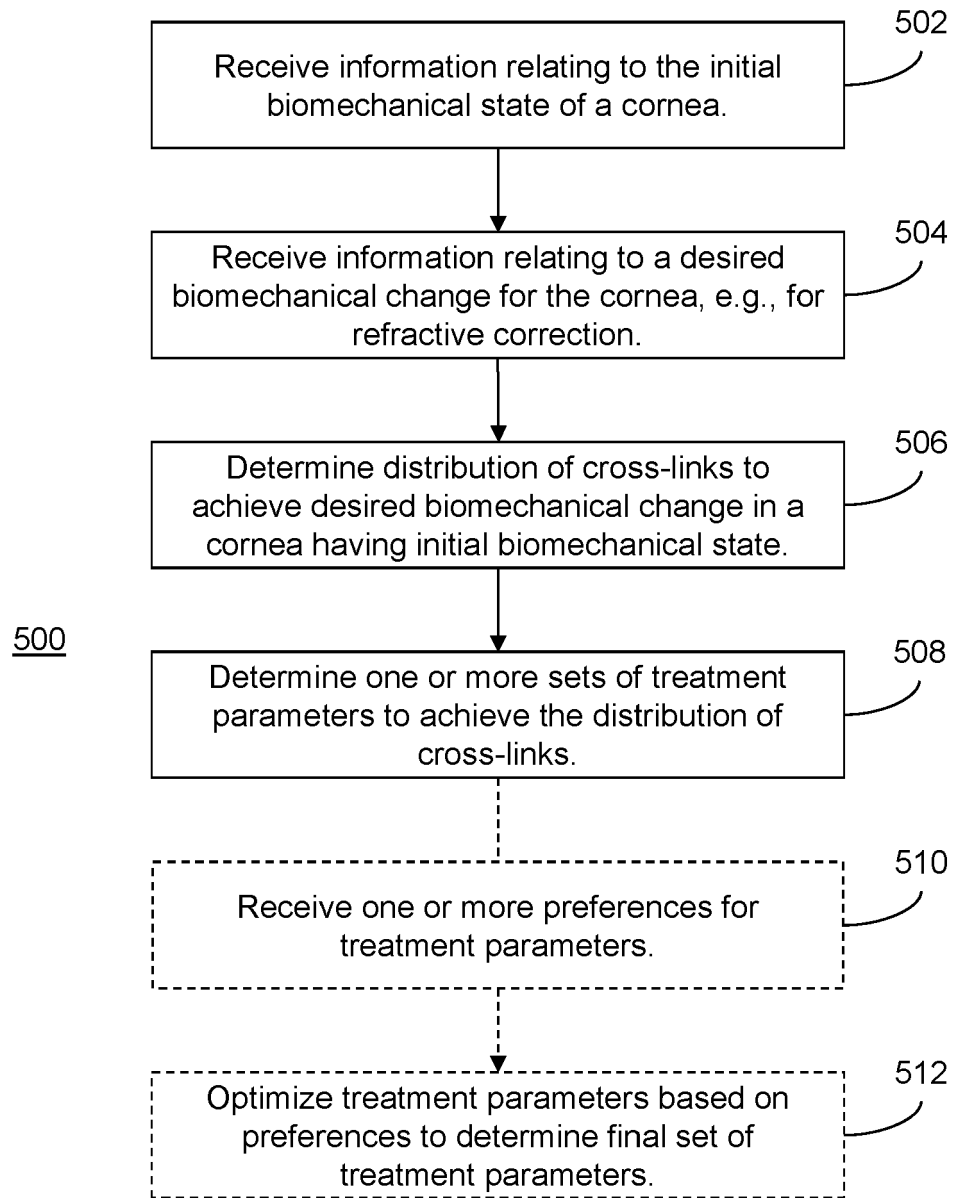 502
Receive information relating to the initial
biomechanical state of a cornea.
504
Receive information relating to a desired
biomechanical change for the cornea, e.g., for
refractive correction.
506
Determine distribution of cross-links to
achieve desired biomechanical change in a
cornea having initial biomechanical state.
500
508
Determine one or more sets of treatment
parameters to achieve the distribution of
cross-links.
510
Receive one or more preferences for
treatment parameters.
512
Optimize treatment parameters based on
preferences to determine final set of
treatment parameters.